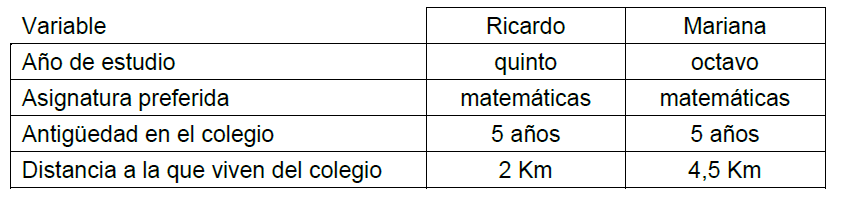 Variable Ricardo Mariana
Año de estudio quinto octavo
Asignatura preferida matemáticas matemáticas
Antigüedad en el colegio 5 años 5 años
Distancia a la que viven del colegio 2 Km 4,5 Km